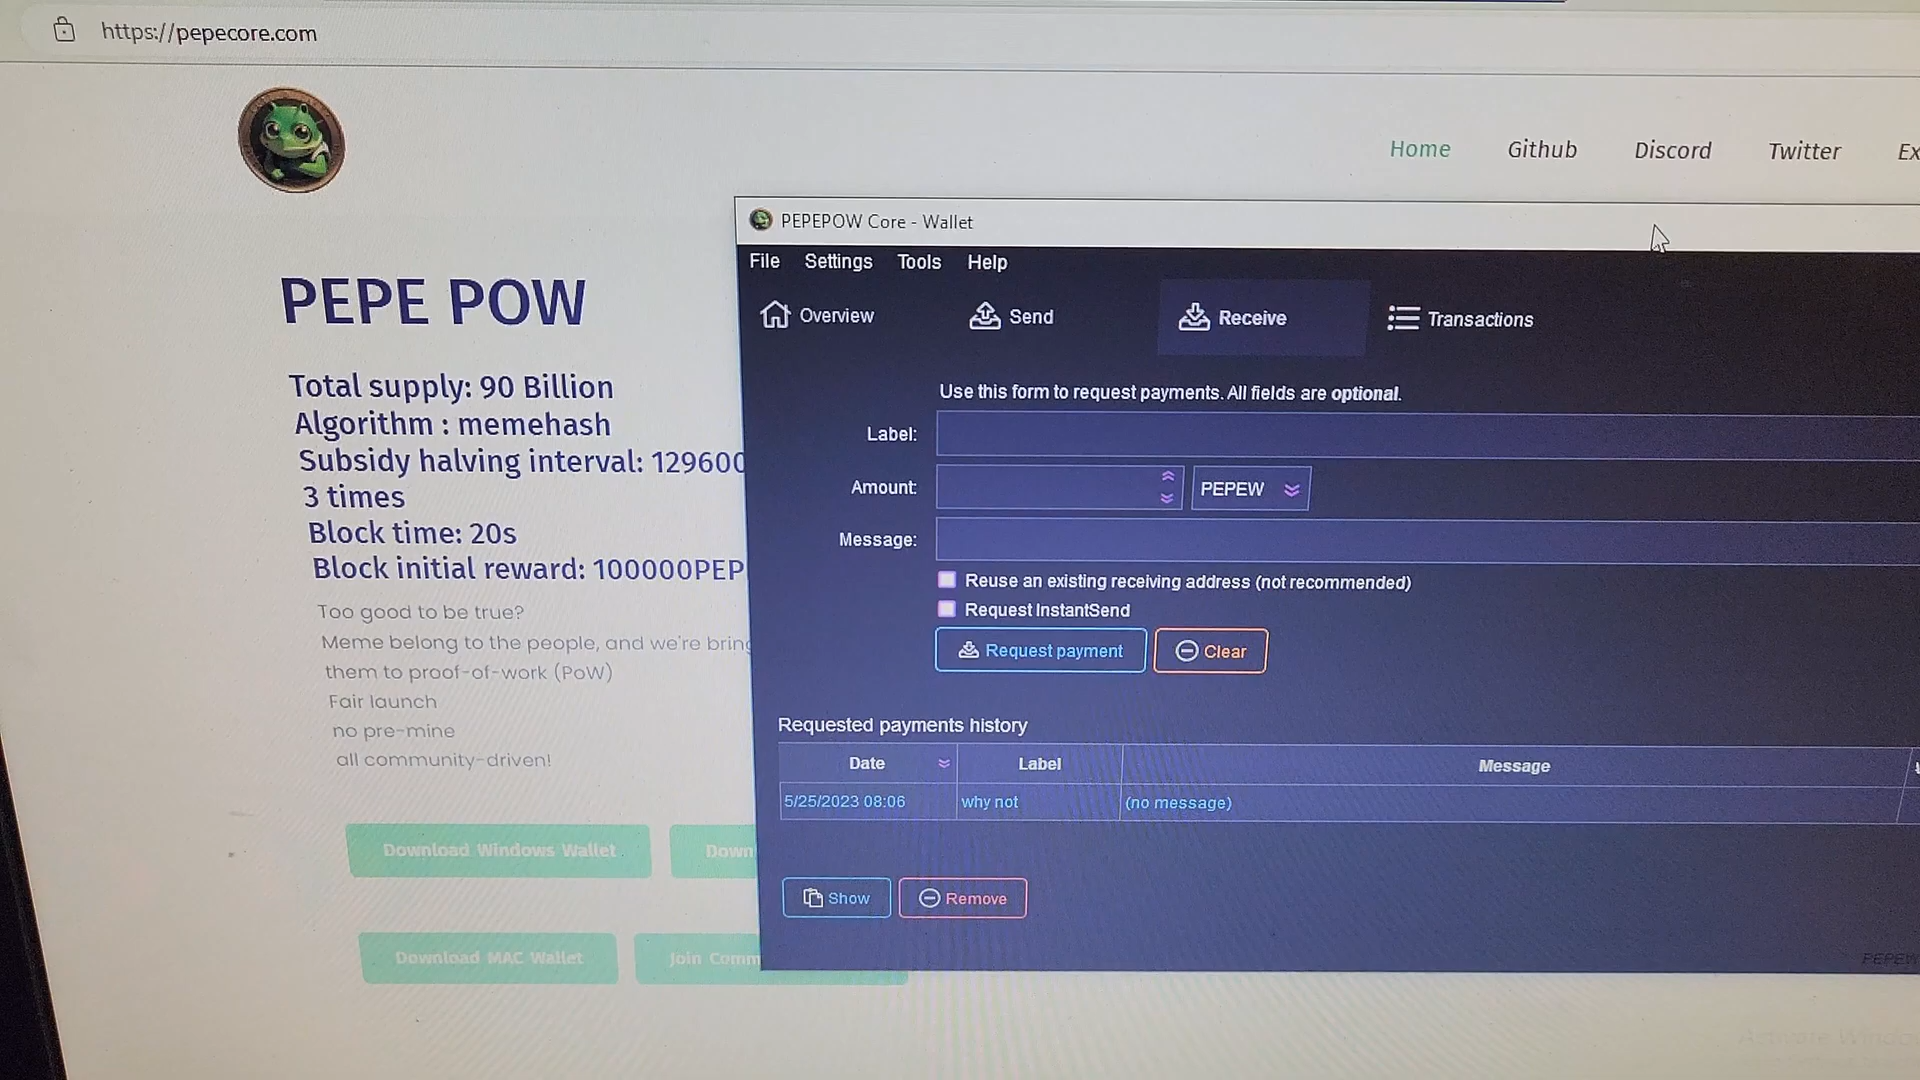 https://pepecore.com
Home Github Discord Twitter Ex
PEPE POW
Total supply: 90 Billion
Algorithm : memehash
Subsidy halving interval: 129600
3 times
Block time: 20s
Block initial reward: 100000PEP
Too good to be true?
Meme belong to the people, and we're bring
them to proof-of-work (PoW)
Fair launch
no pre-mine
all community-driven!
Download Windows Wallet Down
Download MAC Wallet Join Comm
PEPEPOW Core - Wallet
File Settings Tools Help
Overview Send Receive Transactions
Use this form to request payments. All fields are optional.
Label:
Amount: PEPEW
Message:
Reuse an existing receiving address (not recommended)
Request InstantSend
Request payment Clear
Requested payments history
Date Label Message
5/25/2023 08:06 why not (no message)
Show Remove
PEPEW
Activate Windo